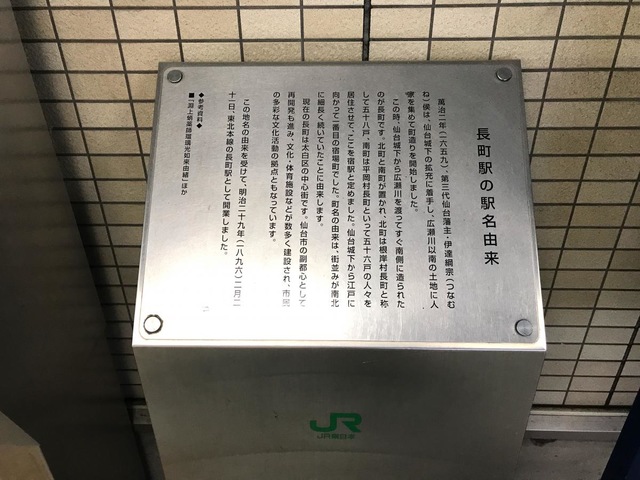 長町駅の駅名由来
萬治二年(一六五九)、第三代仙台藩主・伊達綱宗(つなむ
ね)侯は、仙台城下の拡充に着手し、広瀬川以南の土地に人
家を集めて町造りを開始しました。
この時、仙台城下から広瀬川を渡ってすぐ南側に造られた
のが長町です。北町と南町が置かれ、北町は根岸村長町と称
して五十八戸、南町は平岡村長町といって五十六戸の人々を
居住させて、ここを宿駅と定めました。仙台城下から江戸に
向かって一番目の宿場町でした。町名の由来は、街並みが南北
に細長く続いていたことに由来します。
現在の長町は太白区の中心街です。仙台市の副都心として
再開発も進み、文化・体育施設などが数多く建設され、市民
の多彩な文化活動の拠点ともなっています。
この地名の由来を受けて、明治二十九年(一八九六)二月二
十一日、東北本線の長町駅として開業しました。
◆参考資料◆
■「淵上蛸薬師瑠璃光如来由緒」ほか
JR
JR東日本